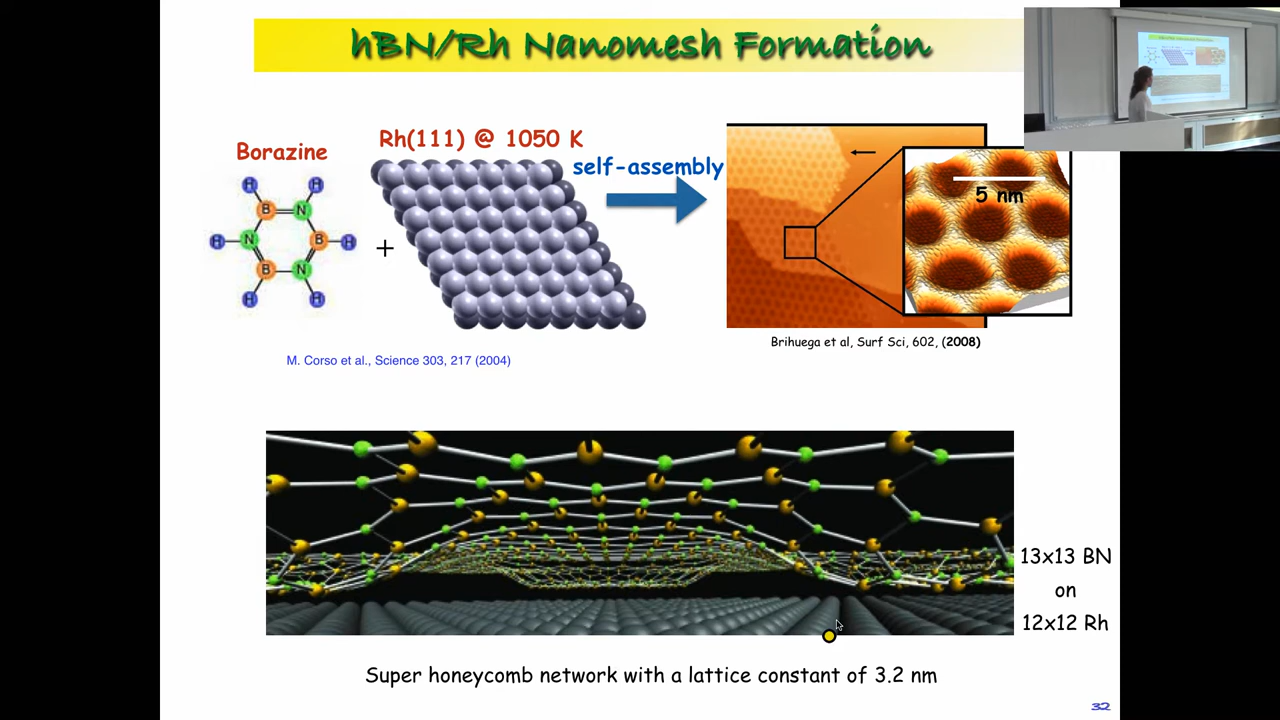 hBN/Rh Nanomesh Formation
Rh(111) @ 1050 K
Borazine
self-assembly
5 nm
H H
B N
H N B H
B N
H H
+
Brihuega et al, Surf Sci, 602, (2008)
M. Corso et al., Science 303, 217 (2004)
13x13 BN
on
12x12 Rh
Super honeycomb network with a lattice constant of 3.2 nm
32